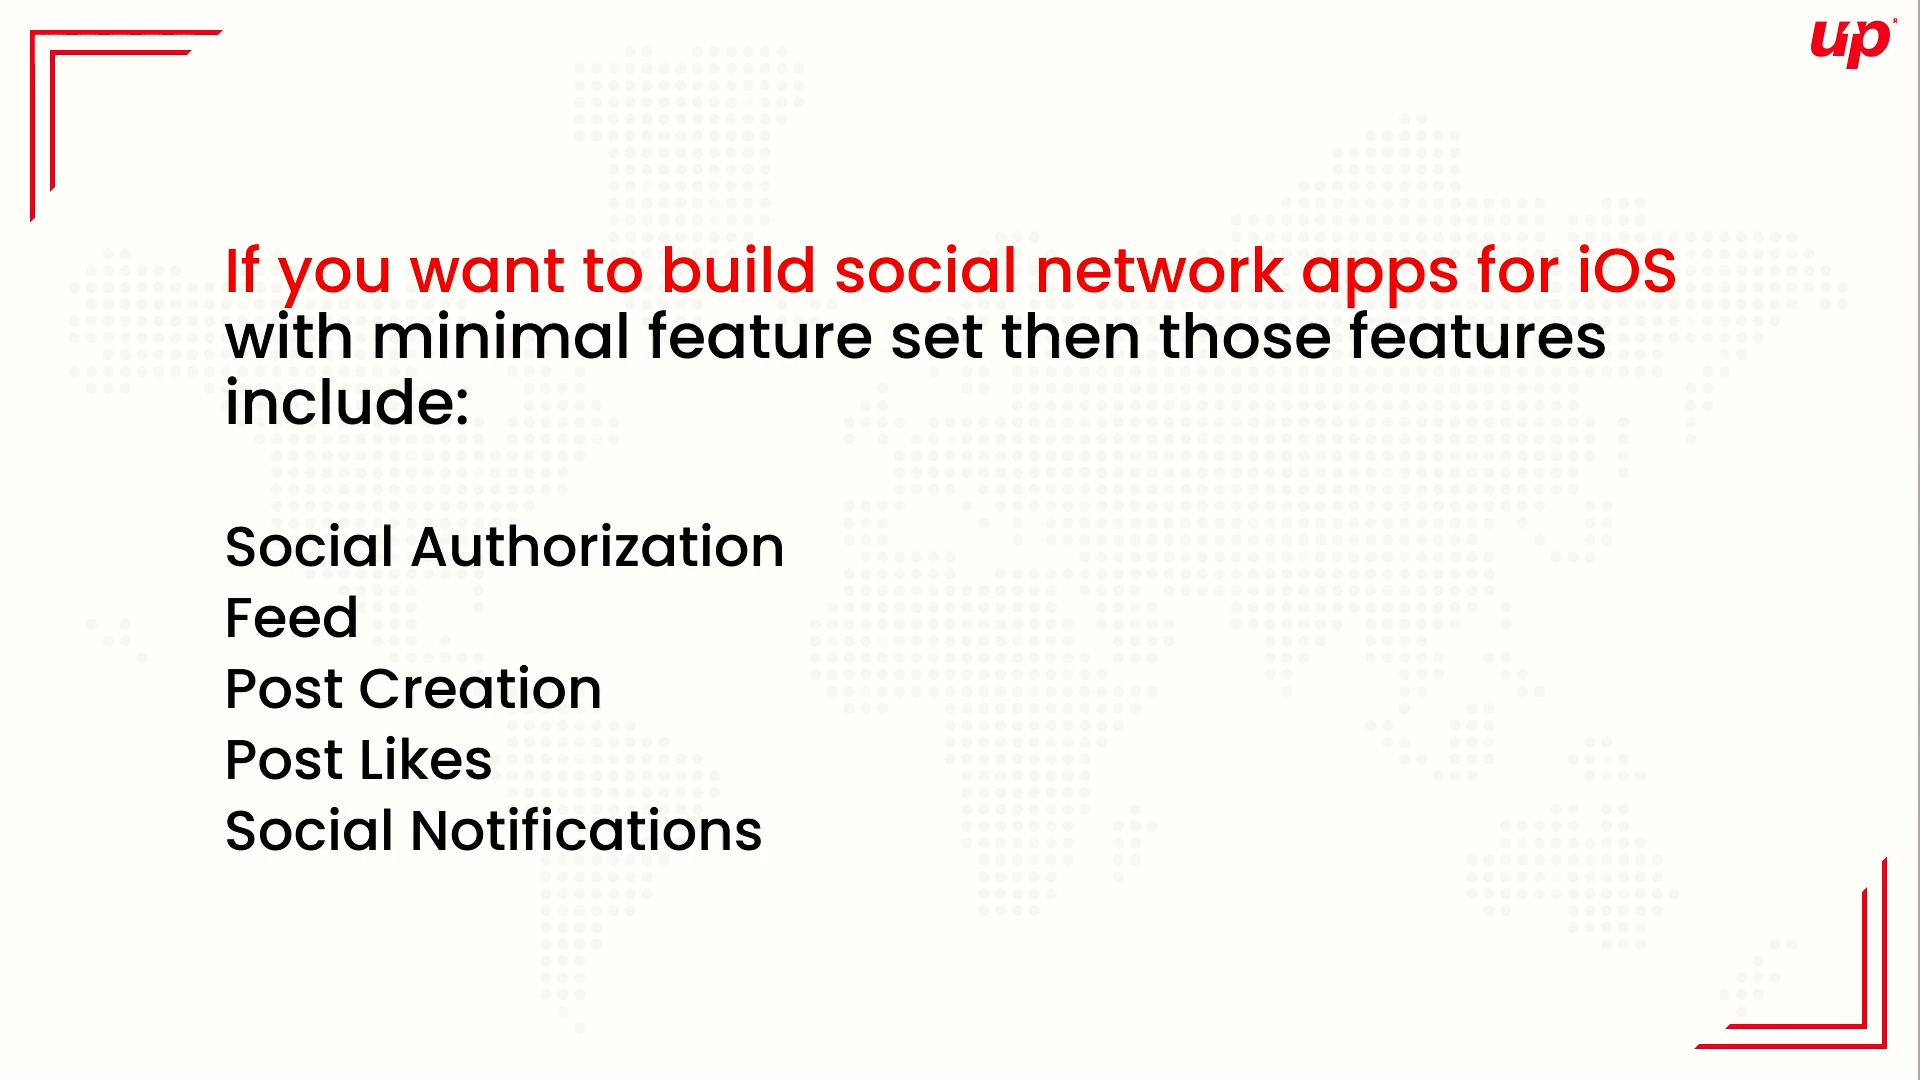 up
If you want to build social network apps for iOS
with minimal feature set then those features
include:
Social Authorization
Feed
Post Creation
Post Likes
Social Notifications